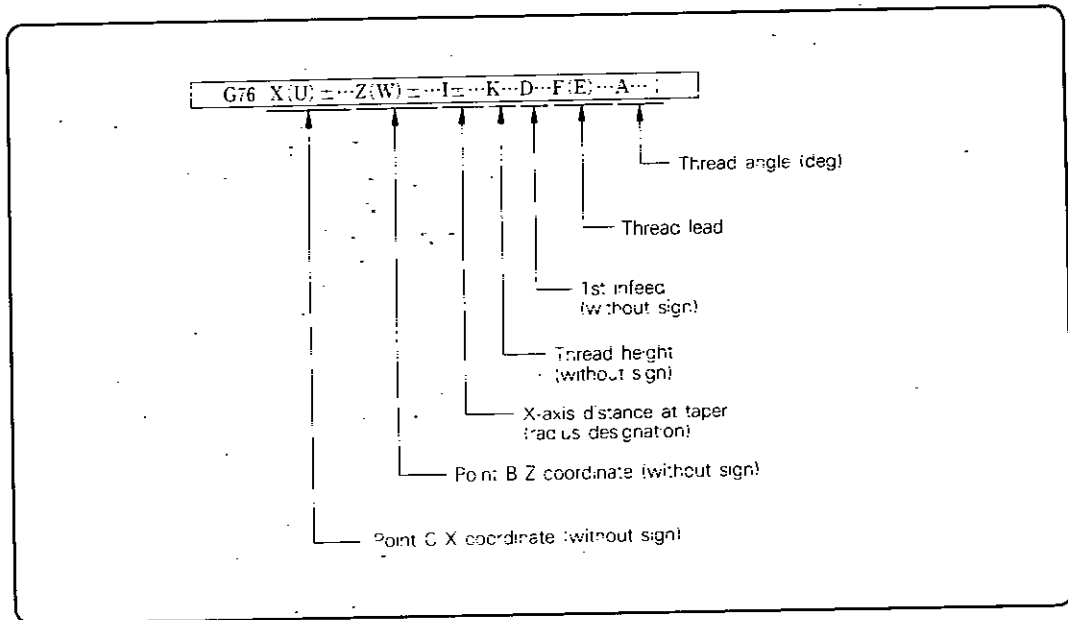 G76 X(U) ±…Z(W) ±…I±…K…D…F(E)…A…;
Thread angle (deg)
Thread lead
1st infeed
(without sign)
Thread height
(without sign)
X-axis distance at taper
(radius designation)
Point B Z coordinate (without sign)
Point C X coordinate (without sign)